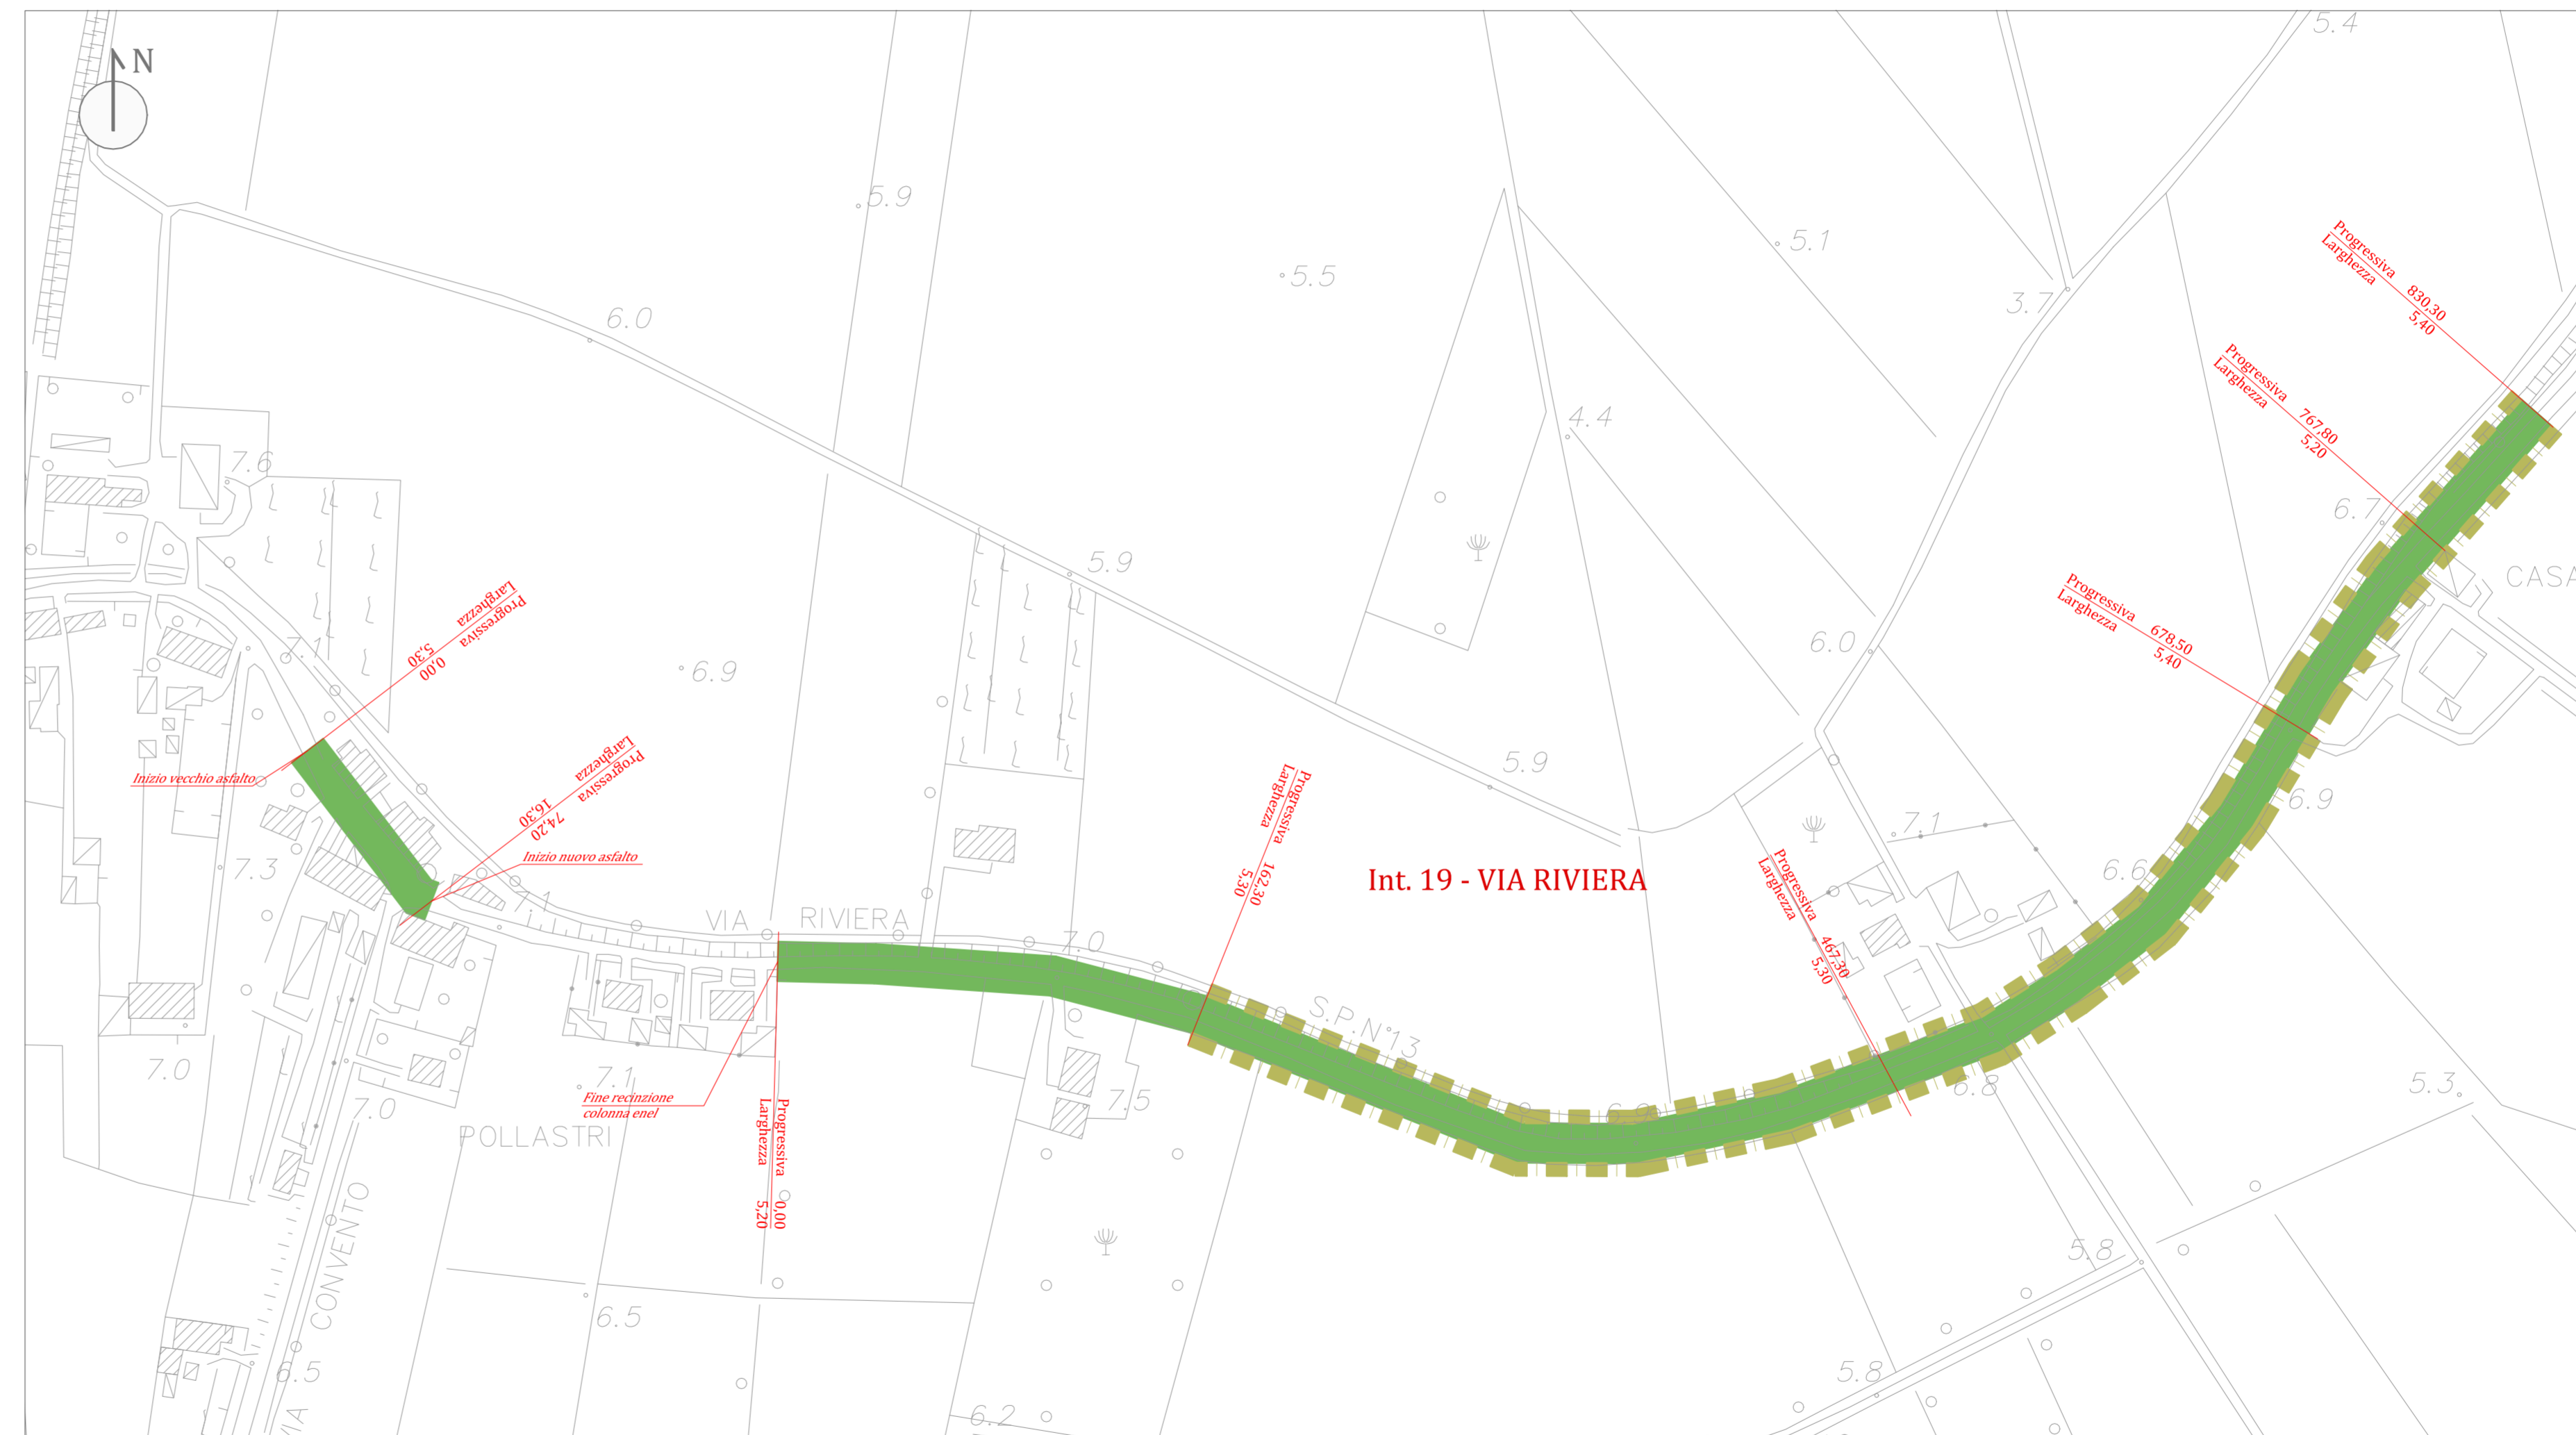 N
5.4
5.9
5.1
5.5
3.7
6.0
Progressiva 830,30
Larghezza 5,40
Progressiva 767,80
Larghezza 5,20
4.4
7.6
6.7
5.9
CASA
Progressiva 0,00
Larghezza 5,30
Progressiva 678,50
Larghezza 5,40
7.1
6.0
6.9
Inizio vecchio asfalto
Progressiva 74,20
Larghezza 16,30
5.9
Progressiva 162,30
Larghezza 5,30
6.9
7.1
Inizio nuovo asfalto
7.3
Int. 19 - VIA RIVIERA
Progressiva 467,30
Larghezza 5,30
6.6
7.1
VIA RIVIERA
7.0
S.P.N°13
7.0
7.1
Fine recinzione
colonna enel
7.0
7.5
6.9
6.8
5.3
POLLASTRI
Progressiva 0,00
Larghezza 5,20
VIA CONVENTO
5.8
6.5
6.5
5.8
6.2
VIA